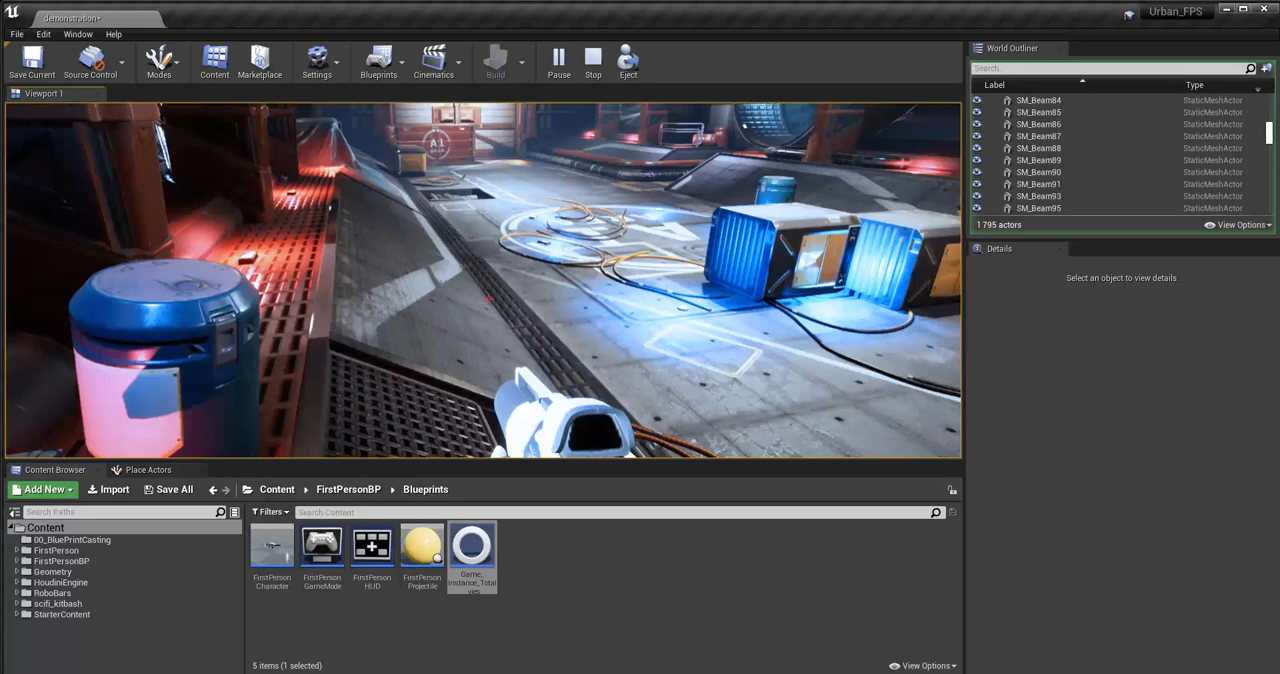 demonstration*
Urban_FPS
File Edit Window Help
Save Current Source Control Modes Content Marketplace Settings Blueprints Cinematics Build Pause Stop Eject
World Outliner
Search...
Label Type
SM_Beam84 StaticMeshActor
SM_Beam85 StaticMeshActor
SM_Beam86 StaticMeshActor
SM_Beam87 StaticMeshActor
SM_Beam88 StaticMeshActor
SM_Beam89 StaticMeshActor
SM_Beam90 StaticMeshActor
SM_Beam91 StaticMeshActor
SM_Beam93 StaticMeshActor
SM_Beam95 StaticMeshActor
1 795 actors View Options
Details
Select an object to view details.
Viewport 1
A1
Content Browser Place Actors
Add New Import Save All Content FirstPersonBP Blueprints
Search Paths
Content
00_BluePrintCasting
FirstPerson
FirstPersonBP
Geometry
HoudiniEngine
RoboBars
scifi_kitbash
StarterContent
Filters Search Content
FirstPerson
Character
FirstPerson
GameMode
FirstPerson
HUD
FirstPerson
Projectile
Game_
Instance_Total
5 items (1 selected) View Options